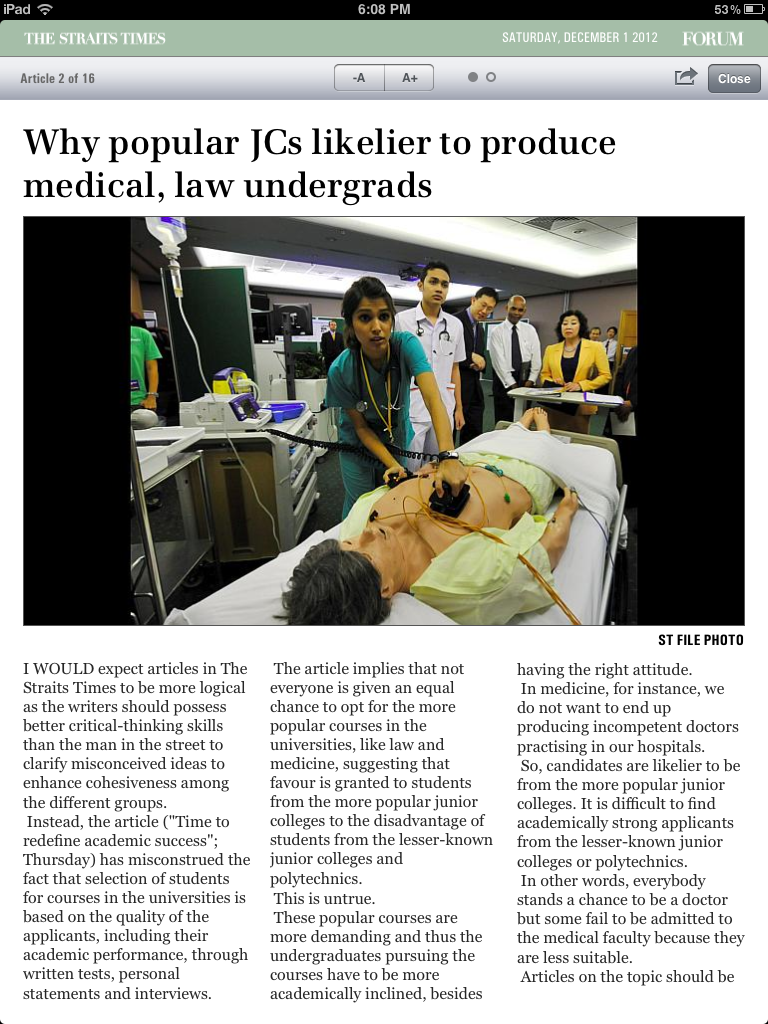 iPad 6:08 PM 53%
THE STRAITS TIMES SATURDAY, DECEMBER 1 2012 FORUM
Article 2 of 16 -A A+ Close
Why popular JCs likelier to produce
medical, law undergrads
ST FILE PHOTO
I WOULD expect articles in The
Straits Times to be more logical
as the writers should possess
better critical-thinking skills
than the man in the street to
clarify misconceived ideas to
enhance cohesiveness among
the different groups.
Instead, the article ("Time to
redefine academic success";
Thursday) has misconstrued the
fact that selection of students
for courses in the universities is
based on the quality of the
applicants, including their
academic performance, through
written tests, personal
statements and interviews.
The article implies that not
everyone is given an equal
chance to opt for the more
popular courses in the
universities, like law and
medicine, suggesting that
favour is granted to students
from the more popular junior
colleges to the disadvantage of
students from the lesser-known
junior colleges and
polytechnics.
This is untrue.
These popular courses are
more demanding and thus the
undergraduates pursuing the
courses have to be more
academically inclined, besides
having the right attitude.
In medicine, for instance, we
do not want to end up
producing incompetent doctors
practising in our hospitals.
So, candidates are likelier to be
from the more popular junior
colleges. It is difficult to find
academically strong applicants
from the lesser-known junior
colleges or polytechnics.
In other words, everybody
stands a chance to be a doctor
but some fail to be admitted to
the medical faculty because they
are less suitable.
Articles on the topic should be